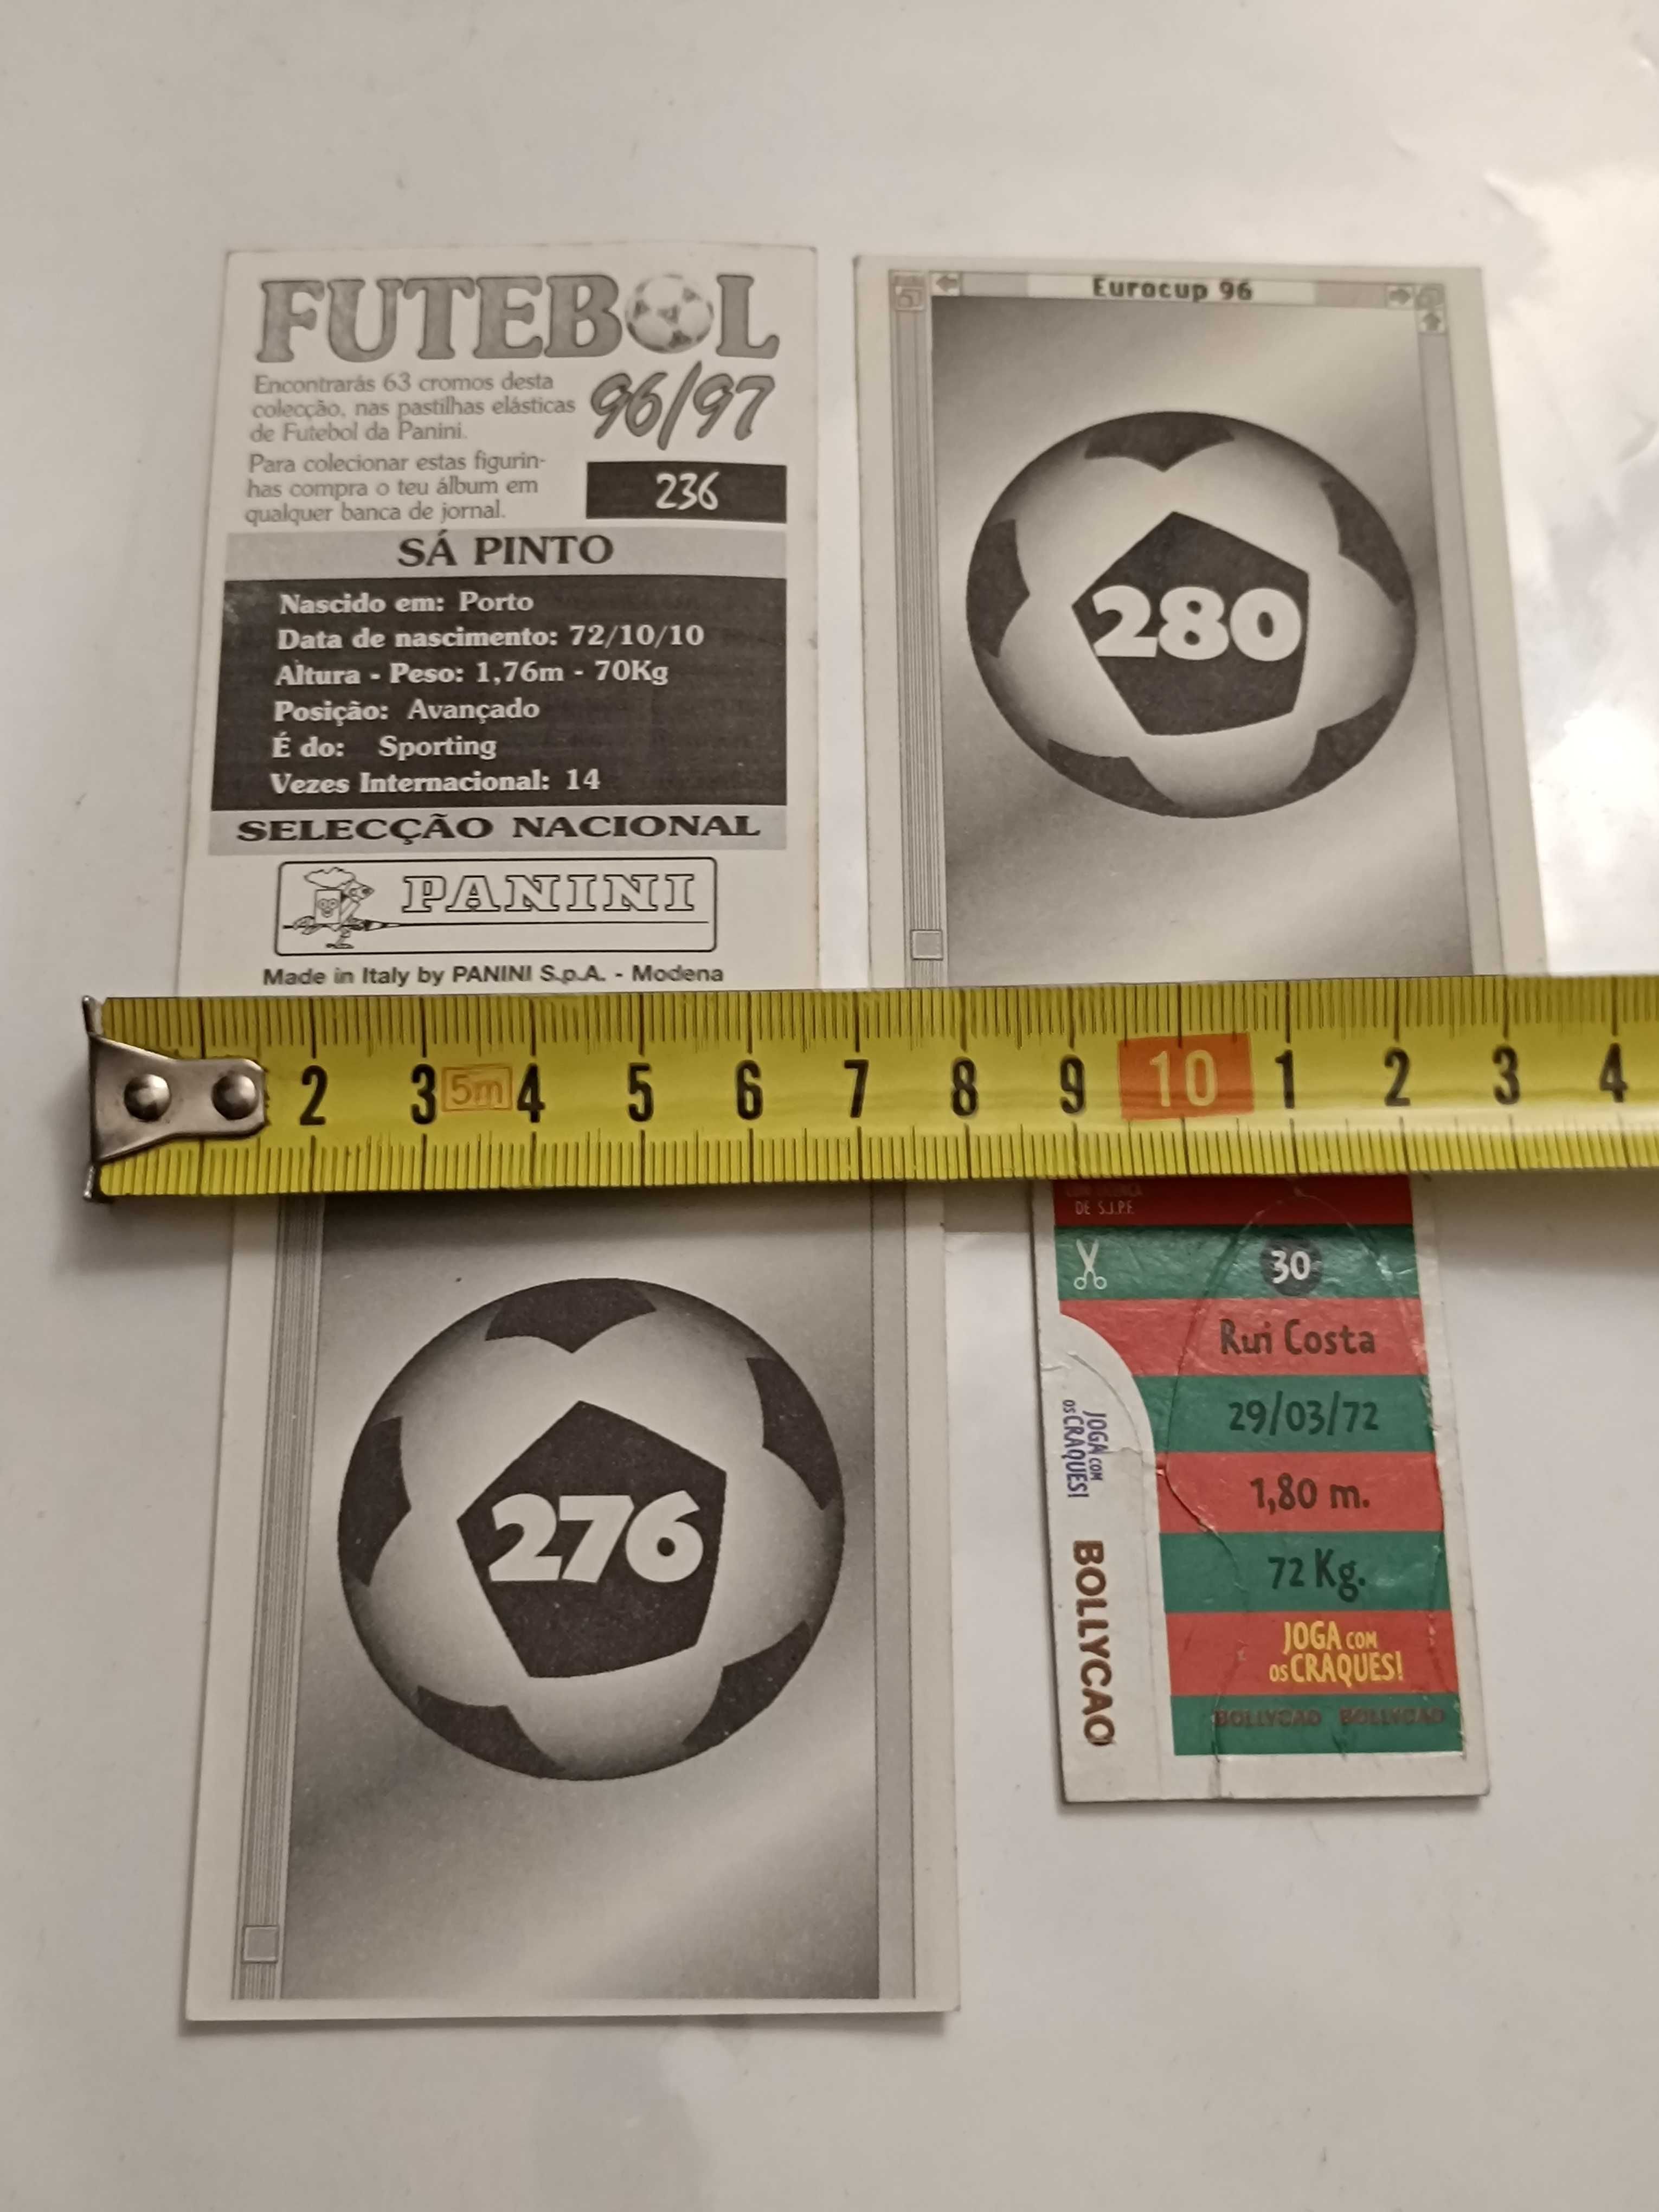 FUTEBOL
96/97
Encontrarás 63 cromos desta
colecção, nas pastilhas elásticas
de Futebol da Panini.
Para colecionar estas figurin-
has compra o teu álbum em
qualquer banca de jornal.
236
SÁ PINTO
Nascido em: Porto
Data de nascimento: 72/10/10
Altura - Peso: 1,76m - 70Kg
Posição: Avançado
É do: Sporting
Vezes Internacional: 14
SELECÇÃO NACIONAL
PANINI
Made in Italy by PANINI S.p.A. - Modena
Eurocup 96
280
2 3 5m 4 5 6 7 8 9 10 1 2 3 4
276
DE S.J.P.F.
30
Rui Costa
29/03/72
1,80 m.
72 Kg.
JOGA COM
OS CRAQUES!
BOLLYCAO BOLLYCAO
JOGA COM
OS CRAQUES!
BOLLYCAO